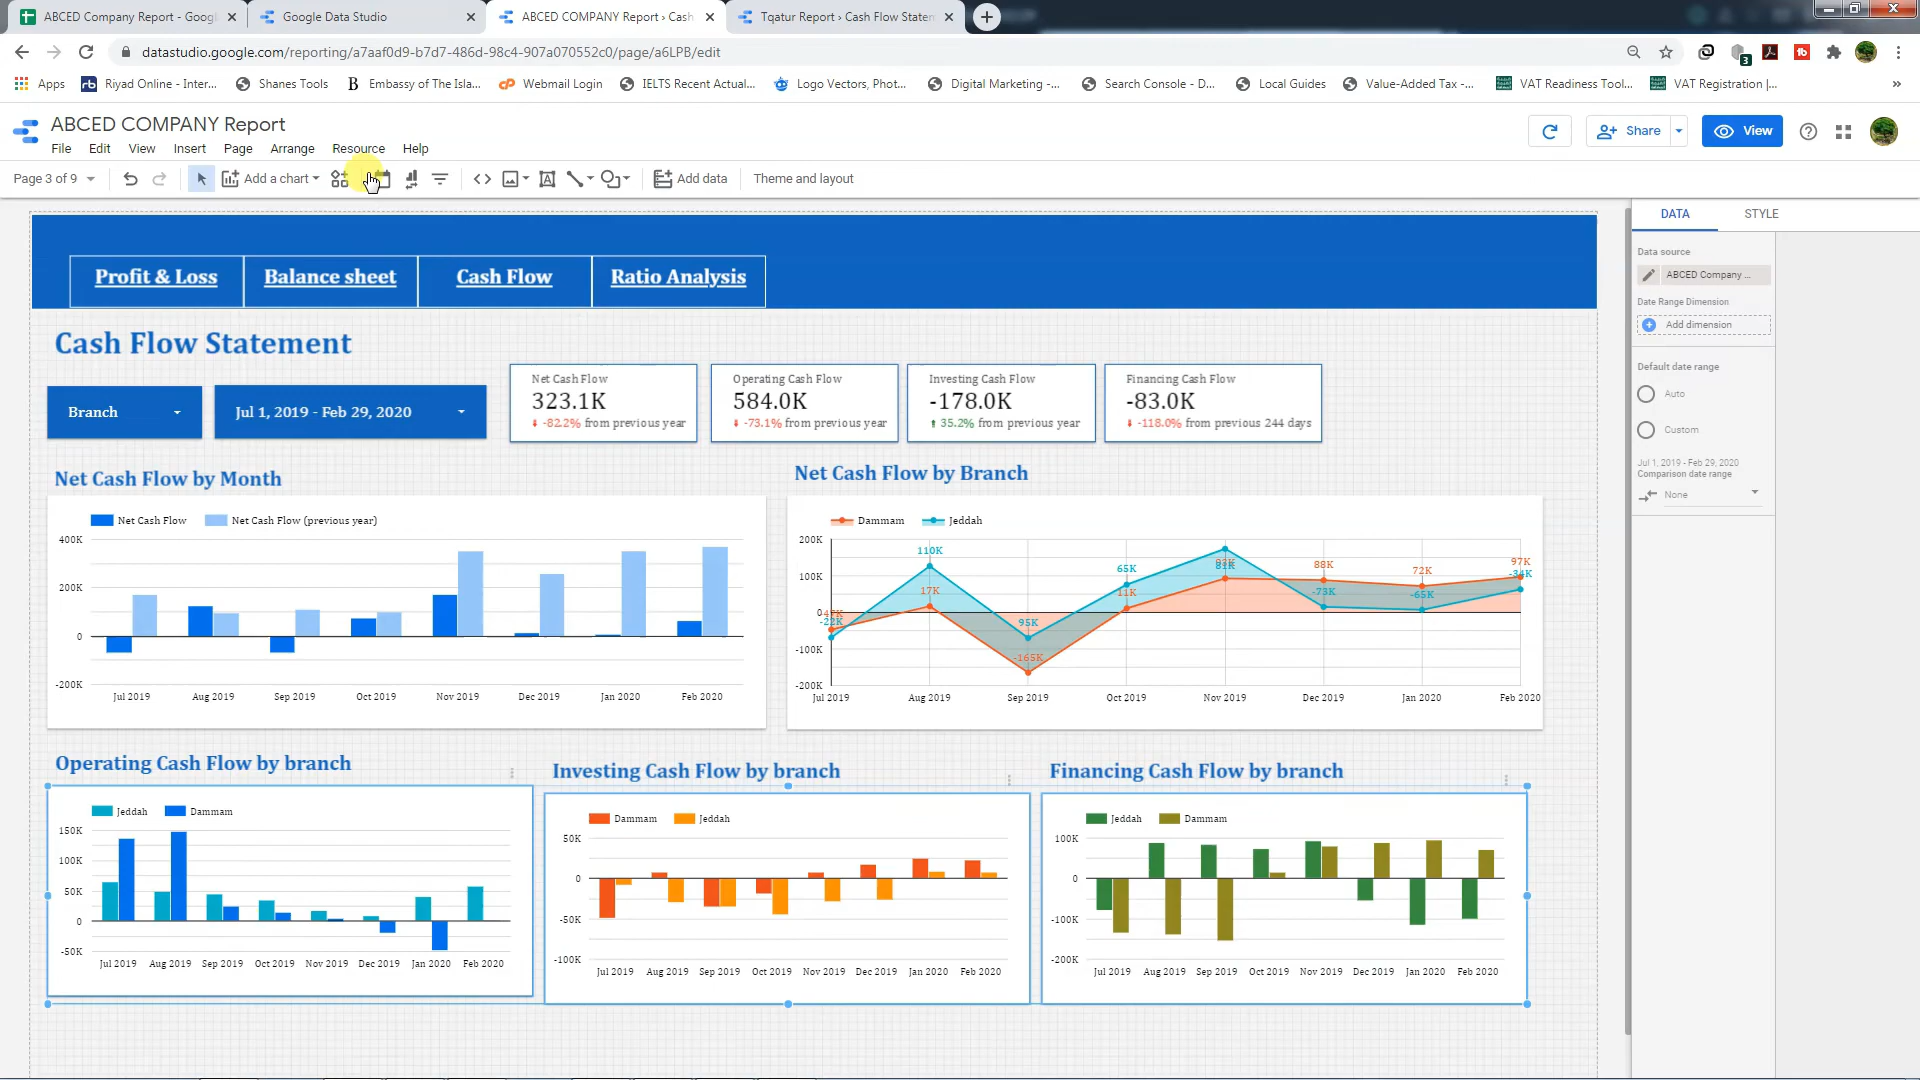 ABCED Company Report - Goog
Google Data Studio
ABCED COMPANY Report › Cash
Tqatur Report › Cash Flow Statem
datastudio.google.com/reporting/a7aaf0d9-b7d7-486d-98c4-907a070552c0/page/a6LPB/edit
3
Apps
Riyad Online - Inter...
Shanes Tools
Embassy of The Isla...
Webmail Login
IELTS Recent Actual...
Logo Vectors, Phot...
Digital Marketing -...
Search Console - D...
Local Guides
Value-Added Tax -...
VAT Readiness Tool...
VAT Registration |...
»
ABCED COMPANY Report
Share
View
File Edit View Insert Page Arrange Resource Help
Page 3 of 9
Add a chart
Add data
Theme and layout
DATA
STYLE
Data source
ABCED Company ...
Date Range Dimension
Add dimension
Default date range
Auto
Custom
Jul 1, 2019 - Feb 29, 2020
Comparison date range
None
Profit & Loss
Balance sheet
Cash Flow
Ratio Analysis
Cash Flow Statement
Branch
Jul 1, 2019 - Feb 29, 2020
Net Cash Flow
323.1K
-82.2% from previous year
Operating Cash Flow
584.0K
-73.1% from previous year
Investing Cash Flow
-178.0K
35.2% from previous year
Financing Cash Flow
-83.0K
-118.0% from previous 244 days
Net Cash Flow by Month
Net Cash Flow
Net Cash Flow (previous year)
400K
200K
0
-200K
Jul 2019 Aug 2019 Sep 2019 Oct 2019 Nov 2019 Dec 2019 Jan 2020 Feb 2020
Net Cash Flow by Branch
Dammam
Jeddah
200K
100K
0
-100K
-200K
110K
17K
95K
-165K
65K
11K
81K
88K
-73K
72K
-65K
97K
-34K
-22K
Jul 2019 Aug 2019 Sep 2019 Oct 2019 Nov 2019 Dec 2019 Jan 2020 Feb 2020
Operating Cash Flow by branch
Jeddah
Dammam
150K
100K
50K
0
-50K
Jul 2019 Aug 2019 Sep 2019 Oct 2019 Nov 2019 Dec 2019 Jan 2020 Feb 2020
Investing Cash Flow by branch
Dammam
Jeddah
50K
0
-50K
-100K
Jul 2019 Aug 2019 Sep 2019 Oct 2019 Nov 2019 Dec 2019 Jan 2020 Feb 2020
Financing Cash Flow by branch
Jeddah
Dammam
100K
0
-100K
-200K
Jul 2019 Aug 2019 Sep 2019 Oct 2019 Nov 2019 Dec 2019 Jan 2020 Feb 2020